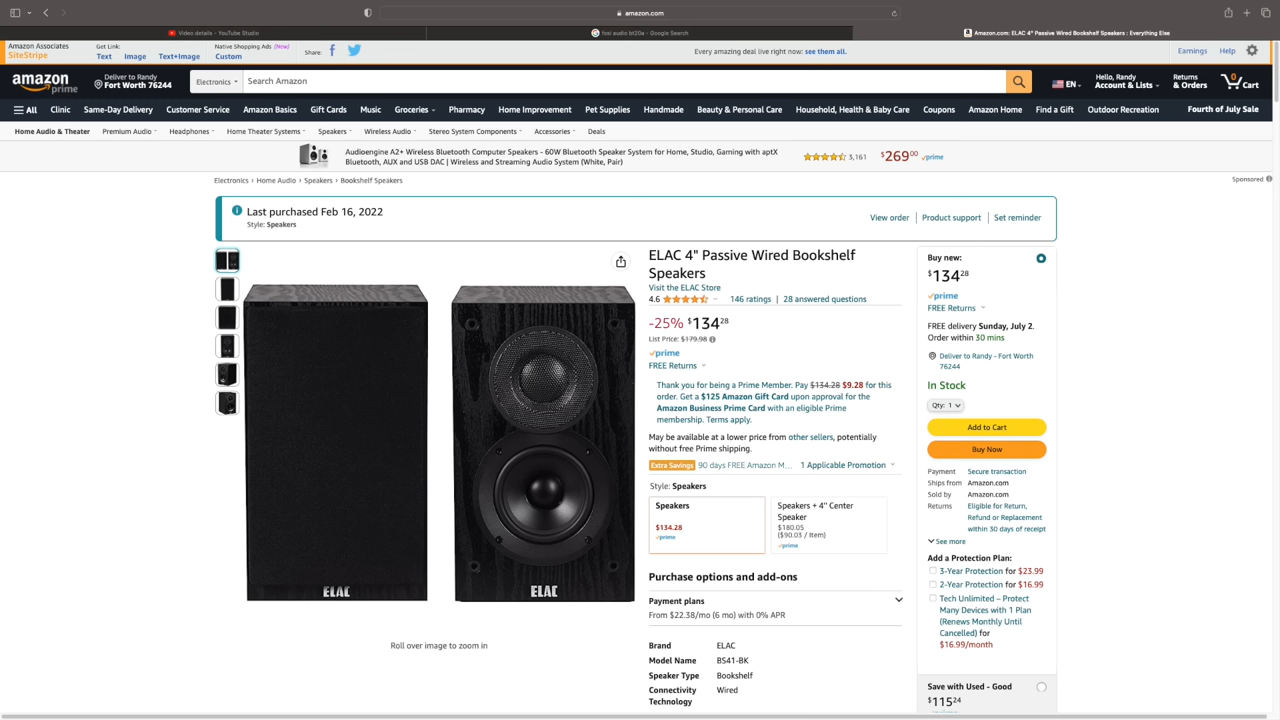 amazon.com
Video details - YouTube Studio
fosi audio bt20a - Google Search
Amazon.com: ELAC 4" Passive Wired Bookshelf Speakers : Everything Else
Amazon Associates
SiteStripe
Get Link:
Text Image Text+Image
Native Shopping Ads (New)
Custom
Share:
Every amazing deal live right now: see them all.
Earnings Help
amazon prime
Deliver to Randy
Fort Worth 76244
Electronics
Search Amazon
EN
Hello, Randy
Account & Lists
Returns
& Orders
0
Cart
All Clinic Same-Day Delivery Customer Service Amazon Basics Gift Cards Music Groceries Pharmacy Home Improvement Pet Supplies Handmade Beauty & Personal Care Household, Health & Baby Care Coupons Amazon Home Find a Gift Outdoor Recreation Fourth of July Sale
Home Audio & Theater Premium Audio Headphones Home Theater Systems Speakers Wireless Audio Stereo System Components Accessories Deals
Audioengine A2+ Wireless Bluetooth Computer Speakers - 60W Bluetooth Speaker System for Home, Studio, Gaming with aptX
Bluetooth, AUX and USB DAC | Wireless and Streaming Audio System (White, Pair)
3,161
$26900 prime
Electronics › Home Audio › Speakers › Bookshelf Speakers
Sponsored
Last purchased Feb 16, 2022
Style: Speakers
View order | Product support | Set reminder
ELAC
ELAC
Roll over image to zoom in
ELAC 4" Passive Wired Bookshelf
Speakers
Visit the ELAC Store
4.6 146 ratings | 28 answered questions
-25% $13428
List Price: $179.98
prime
FREE Returns
Thank you for being a Prime Member. Pay $134.28 $9.28 for this
order. Get a $125 Amazon Gift Card upon approval for the
Amazon Business Prime Card with an eligible Prime
membership. Terms apply.
May be available at a lower price from other sellers, potentially
without free Prime shipping.
Extra Savings 90 days FREE Amazon M... 1 Applicable Promotion
Style: Speakers
Speakers
$134.28
prime
Speakers + 4" Center
Speaker
$180.05
($90.03 / Item)
prime
Purchase options and add-ons
Payment plans
From $22.38/mo (6 mo) with 0% APR
Brand ELAC
Model Name BS41-BK
Speaker Type Bookshelf
Connectivity Wired
Technology
Buy new:
$13428
prime
FREE Returns
FREE delivery Sunday, July 2.
Order within 30 mins
Deliver to Randy - Fort Worth
76244
In Stock
Qty: 1
Add to Cart
Buy Now
Payment Secure transaction
Ships from Amazon.com
Sold by Amazon.com
Returns Eligible for Return,
Refund or Replacement
within 30 days of receipt
See more
Add a Protection Plan:
3-Year Protection for $23.99
2-Year Protection for $16.99
Tech Unlimited – Protect
Many Devices with 1 Plan
(Renews Monthly Until
Cancelled) for
$16.99/month
Save with Used - Good
$11524